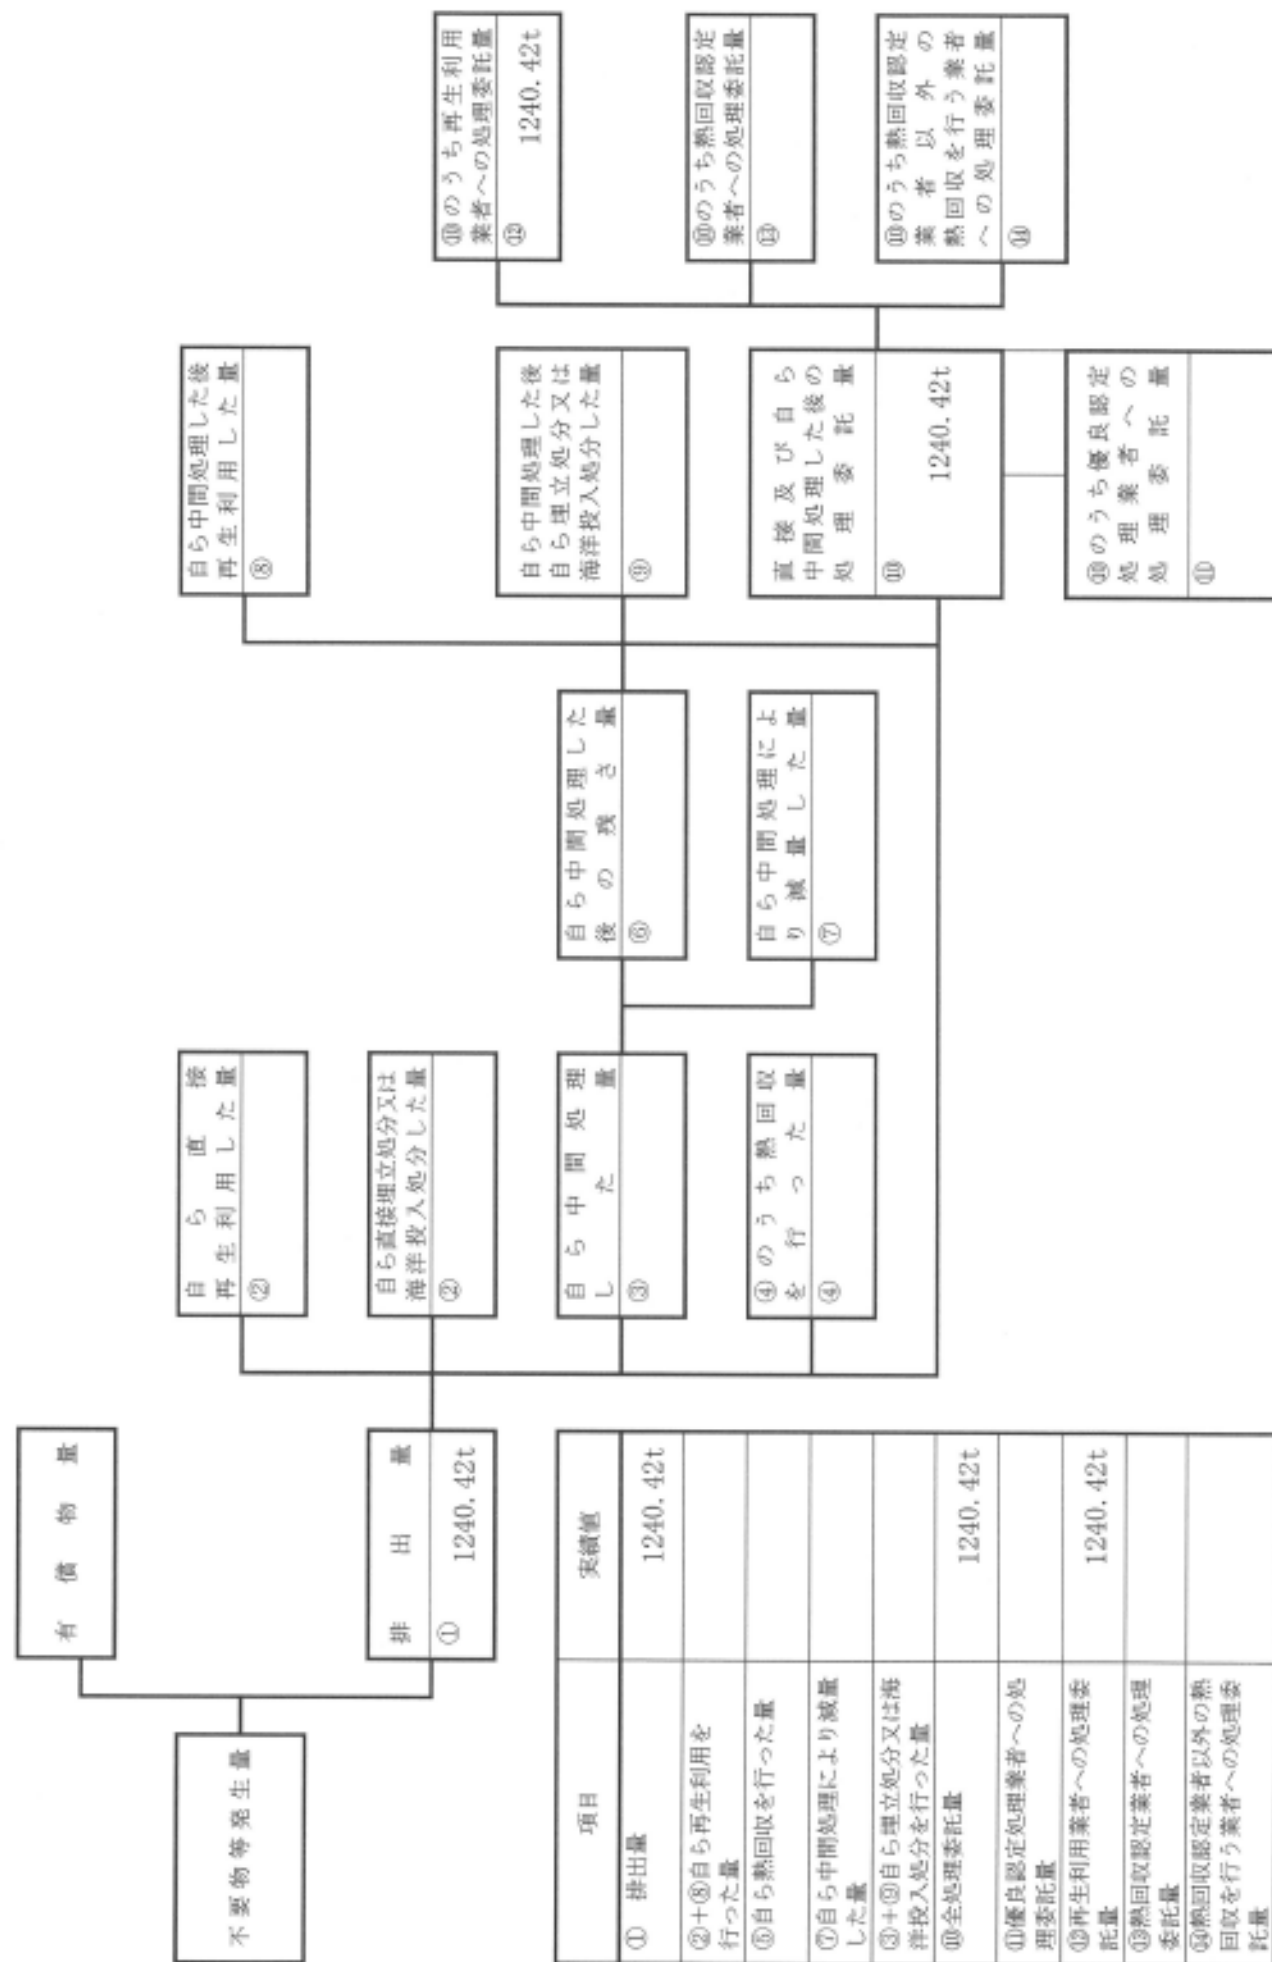 不要物等発生量
有償物量
排出量
① 1240.42t
自ら直接
再生利用した量
②
自ら直接埋立処分又は
海洋投入処分した量
②
自ら中間処理
した量
③
④のうち熱回収
を行った量
④
自ら中間処理した
後の残さ量
⑥
自ら中間処理によ
り減量した量
⑦
自ら中間処理した後
再生利用した量
⑧
自ら中間処理した後
自ら埋立処分又は
海洋投入処分した量
⑨
直接及び自ら
中間処理した後の
処理委託量
⑩ 1240.42t
⑩のうち優良認定
処理業者への
処理委託量
⑪
⑩のうち再生利用
業者への処理委託量
⑫ 1240.42t
⑩のうち熱回収認定
業者への処理委託量
⑬
⑩のうち熱回収認定
業者以外の
熱回収を行う業者
への処理委託量
⑭
項目 実績値
① 排出量 1240.42t
②+⑧自ら再生利用を
行った量
⑤自ら熱回収を行った量
⑦自ら中間処理により減量
した量
③+⑨自ら埋立処分又は海
洋投入処分を行った量
⑩全処理委託量 1240.42t
⑪優良認定処理業者への処
理委託量
⑫再生利用業者への処理委
託量 1240.42t
⑬熱回収認定業者への処理
委託量
⑭熱回収認定業者以外の熱
回収を行う業者への処理委
託量